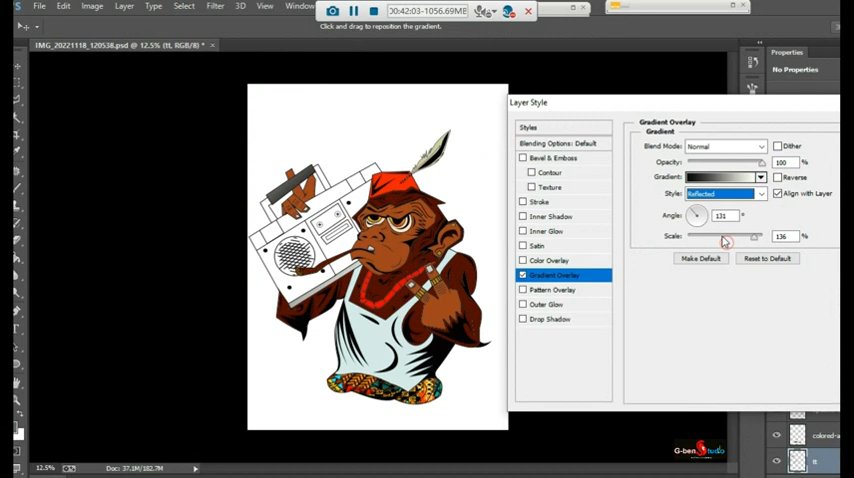 File Edit Image Layer Type Select Filter 3D View Window
00:42:03-1056.69MB
Click and drag to reposition the gradient.
IMG_20221118_120538.psd @ 12.5% (tt, RGB/8) *
Properties
No Properties
Layer Style
Styles
Blending Options: Default
Bevel & Emboss
Contour
Texture
Stroke
Inner Shadow
Inner Glow
Satin
Color Overlay
Gradient Overlay
Pattern Overlay
Outer Glow
Drop Shadow
Gradient Overlay
Gradient
Blend Mode: Normal Dither
Opacity: 100 %
Gradient: Reverse
Style: Reflected Align with Layer
Angle: 131 °
Scale: 136 %
Make Default Reset to Default
colored-a
tt
G-ben Studio
12.5% Doc: 37.1M/182.7M